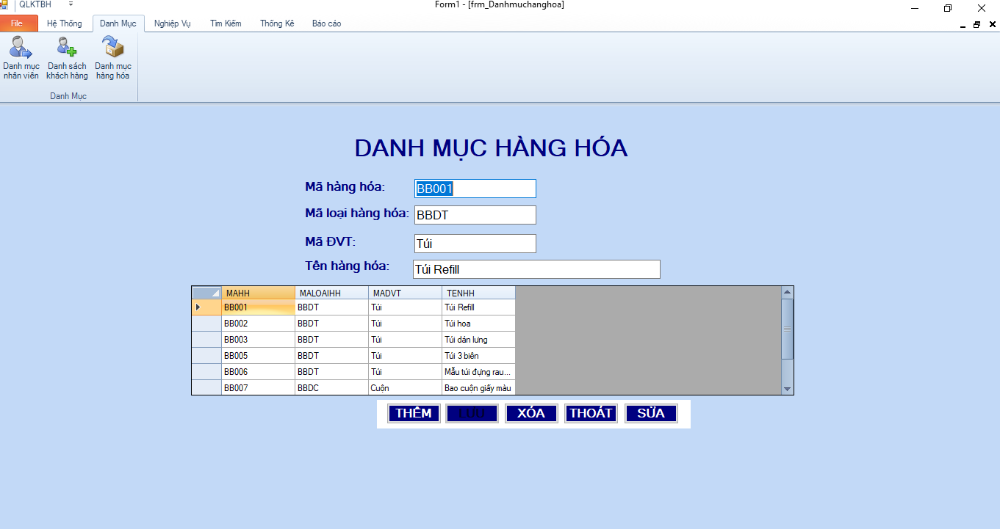 QLKTBH
Form1 - [frm_Danhmuchanghoa]
File Hệ Thống Danh Mục Nghiệp Vụ Tìm Kiếm Thống Kê Báo cáo
Danh mục nhân viên
Danh sách khách hàng
Danh mục hàng hóa
Danh Mục
DANH MỤC HÀNG HÓA
Mã hàng hóa: BB001
Mã loại hàng hóa: BBDT
Mã ĐVT: Túi
Tên hàng hóa: Túi Refill
MAHH MALOAIHH MADVT TENHH
BB001 BBDT Túi Túi Refill
BB002 BBDT Túi Túi hoa
BB003 BBDT Túi Túi dán lưng
BB005 BBDT Túi Túi 3 biên
BB006 BBDT Túi Mẫu túi đựng rau...
BB007 BBDC Cuộn Bao cuộn giấy màu
THÊM LƯU XÓA THOÁT SỬA